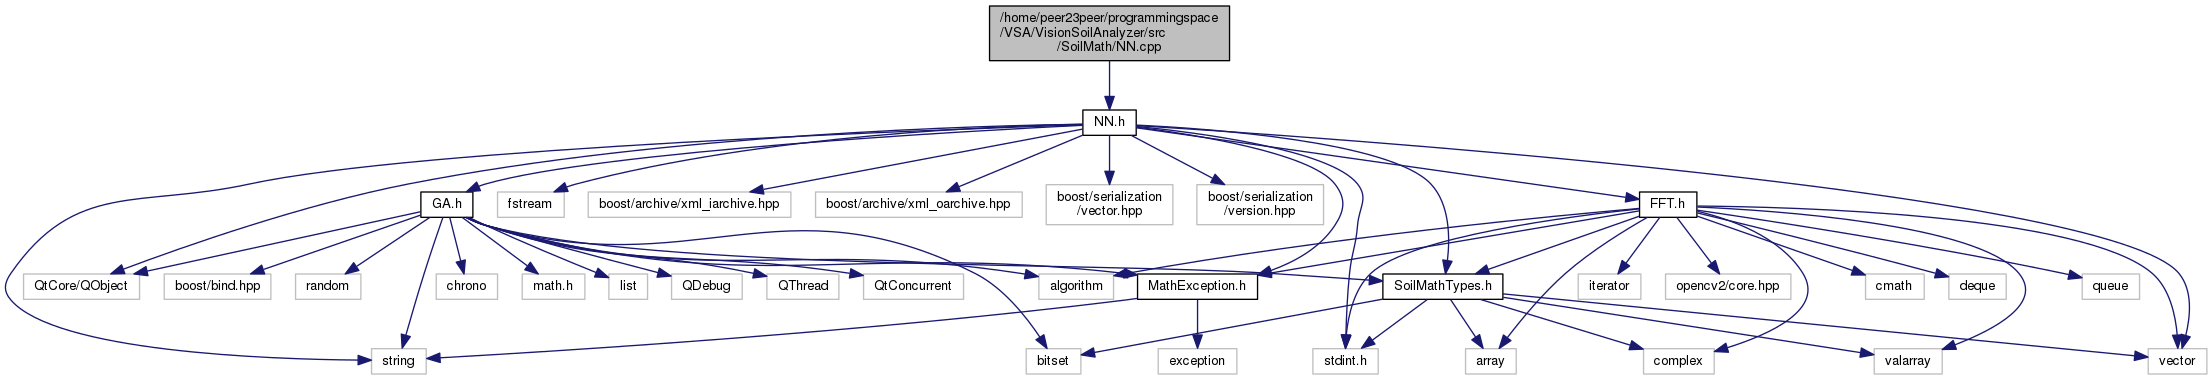 /home/peer23peer/programmingspace
/VSA/VisionSoilAnalyzer/src
/SoilMath/NN.cpp
NN.h
GA.h
fstream
boost/archive/xml_iarchive.hpp
boost/archive/xml_oarchive.hpp
boost/serialization
/vector.hpp
boost/serialization
/version.hpp
FFT.h
QtCore/QObject
boost/bind.hpp
random
chrono
math.h
list
QDebug
QThread
QtConcurrent
algorithm
MathException.h
SoilMathTypes.h
iterator
opencv2/core.hpp
cmath
deque
queue
string
bitset
exception
stdint.h
array
complex
valarray
vector